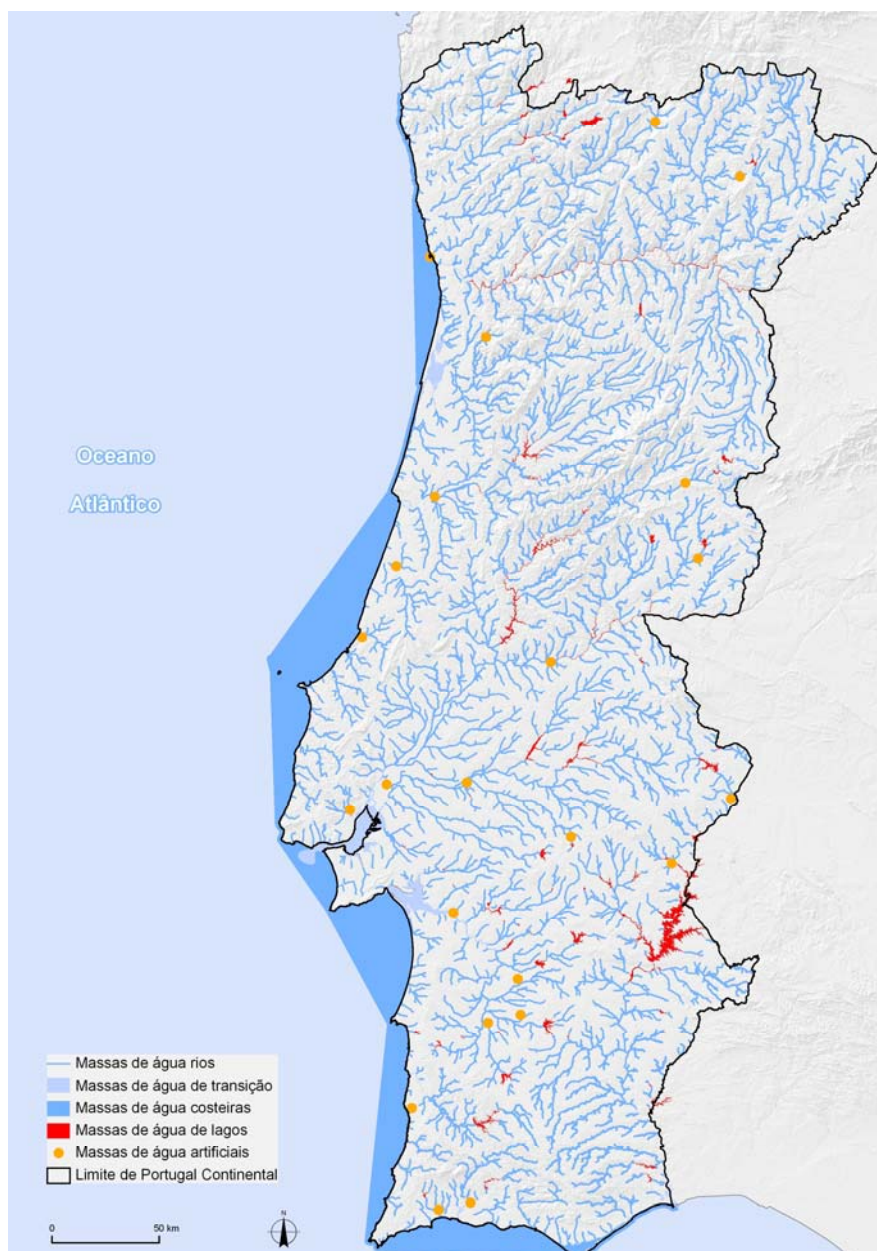 Oceano
Atlântico
Massas de água rios
Massas de água de transição
Massas de água costeiras
Massas de água de lagos
Massas de água artificiais
Limite de Portugal Continental
0 50 km
N